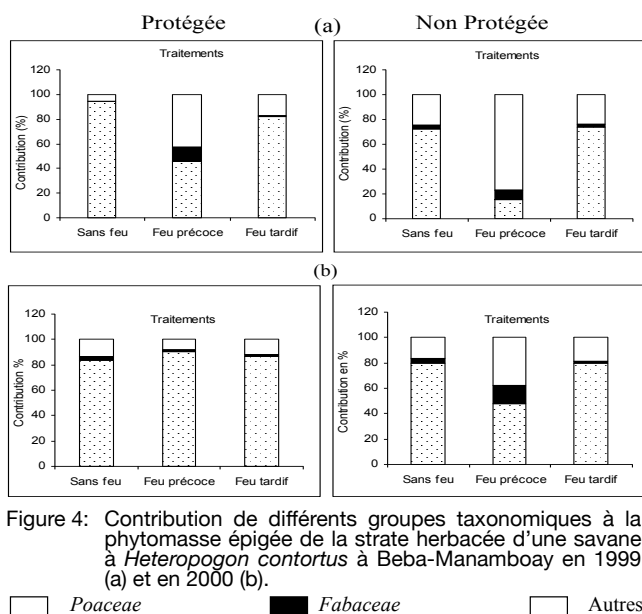 Protégée (a) Non Protégée
Traitements
120
100
80
60
40
20
0
Contribution (%)
Sans feu Feu précoce Feu tardif
Traitements
120
100
80
60
40
20
0
Contribution (%)
Sans feu Feu précoce Feu tardif
(b)
Traitements
120
100
80
60
40
20
0
Contribution %
Sans feu Feu précoce Feu tardif
Traitements
120
100
80
60
40
20
0
Contribution en %
Sans feu Feu précoce Feu tardif
Figure 4: Contribution de différents groupes taxonomiques à la
phytomasse épigée de la strate herbacée d'une savane
à Heteropogon contortus à Beba-Manamboay en 1999
(a) et en 2000 (b).
Poaceae Fabaceae Autres